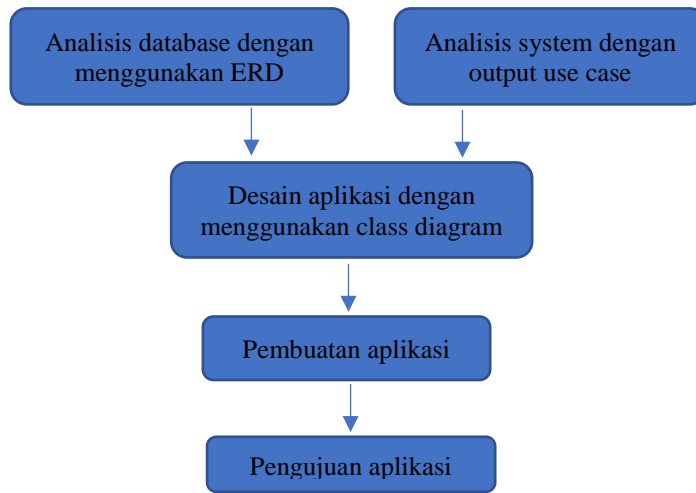 Analisis database dengan
menggunakan ERD
Analisis system dengan
output use case
Desain aplikasi dengan
menggunakan class diagram
Pembuatan aplikasi
Pengujuan aplikasi